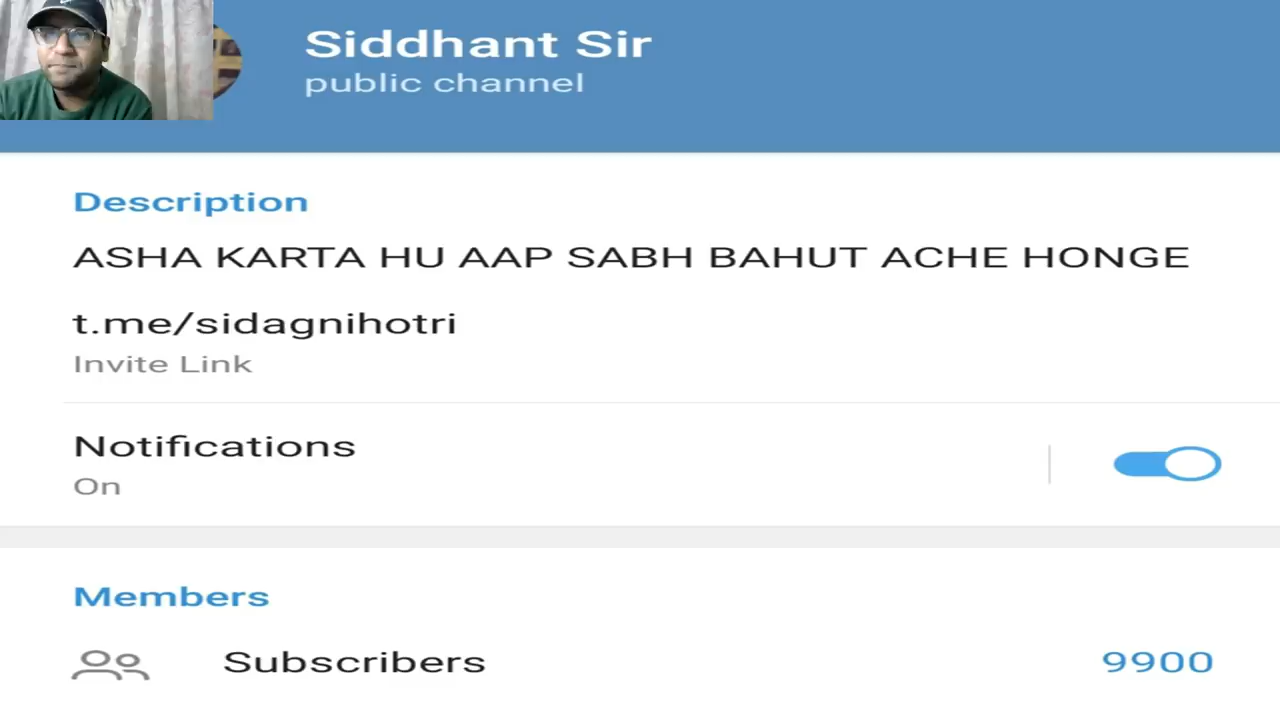 Siddhant Sir
public channel
Description
ASHA KARTA HU AAP SABH BAHUT ACHE HONGE
t.me/sidagnihotri
Invite Link
Notifications
On
Members
Subscribers 9900